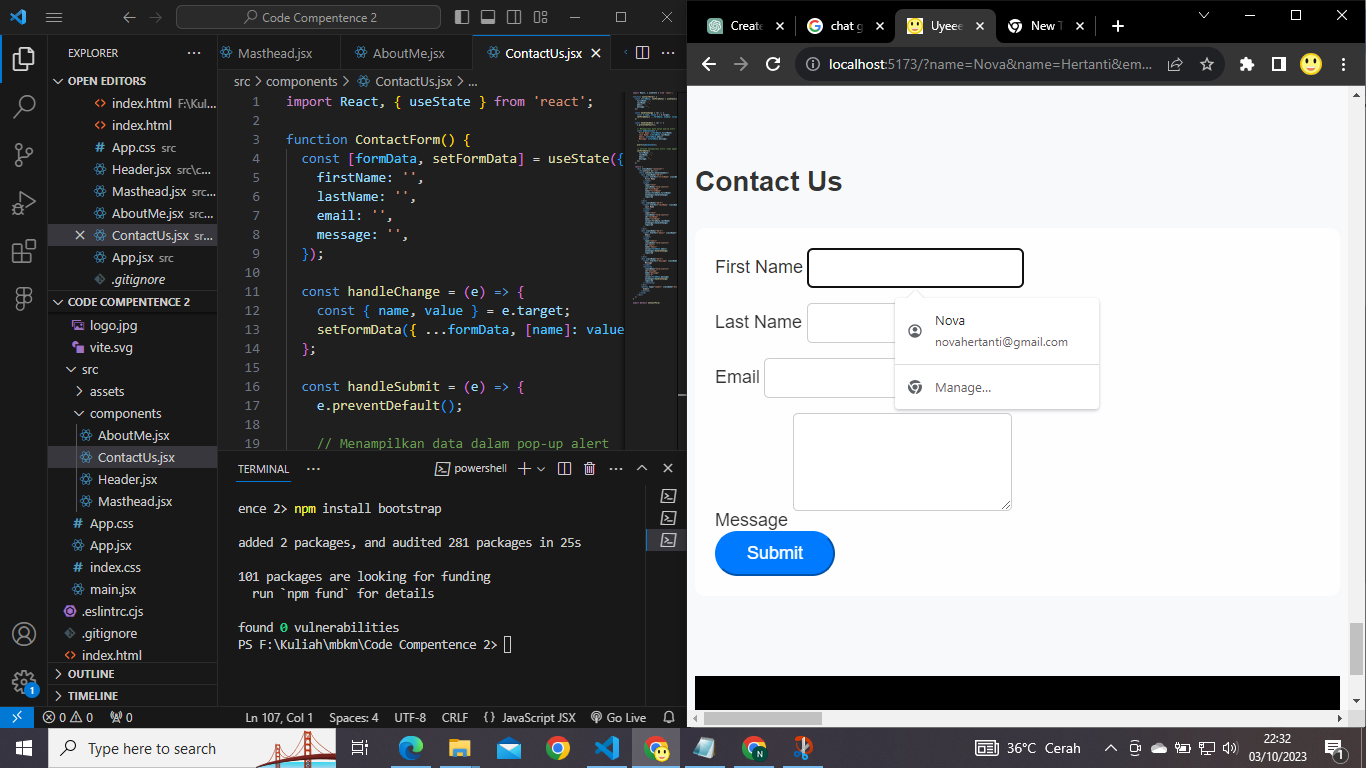 Code Compentence 2
EXPLORER
OPEN EDITORS
index.html F:\Kul...
index.html
App.css src
Header.jsx src\c...
Masthead.jsx src...
AboutMe.jsx src...
ContactUs.jsx sr...
App.jsx src
.gitignore
CODE COMPENTENCE 2
logo.jpg
vite.svg
src
assets
components
AboutMe.jsx
ContactUs.jsx
Header.jsx
Masthead.jsx
App.css
App.jsx
index.css
main.jsx
.eslintrc.cjs
.gitignore
index.html
OUTLINE
TIMELINE
Masthead.jsx AboutMe.jsx ContactUs.jsx
src > components > ContactUs.jsx > ...
1 import React, { useState } from 'react';
2
3 function ContactForm() {
4 const [formData, setFormData] = useState({
5 firstName: '',
6 lastName: '',
7 email: '',
8 message: '',
9 });
10
11 const handleChange = (e) => {
12 const { name, value } = e.target;
13 setFormData({ ...formData, [name]: value
14 };
15
16 const handleSubmit = (e) => {
17 e.preventDefault();
18
19 // Menampilkan data dalam pop-up alert
TERMINAL ... powershell
ence 2> npm install bootstrap
added 2 packages, and audited 281 packages in 25s
101 packages are looking for funding
run `npm fund` for details
found 0 vulnerabilities
PS F:\Kuliah\mbkm\Code Compentence 2>
0 0 0 Ln 107, Col 1 Spaces: 4 UTF-8 CRLF {} JavaScript JSX Go Live
1
Create chat g Uyeee New T
localhost:5173/?name=Nova&name=Hertanti&em...
Contact Us
First Name
Last Name
Nova
novahertanti@gmail.com
Email
Manage...
Message
Submit
Type here to search
N
36°C Cerah
22:32
03/10/2023
1